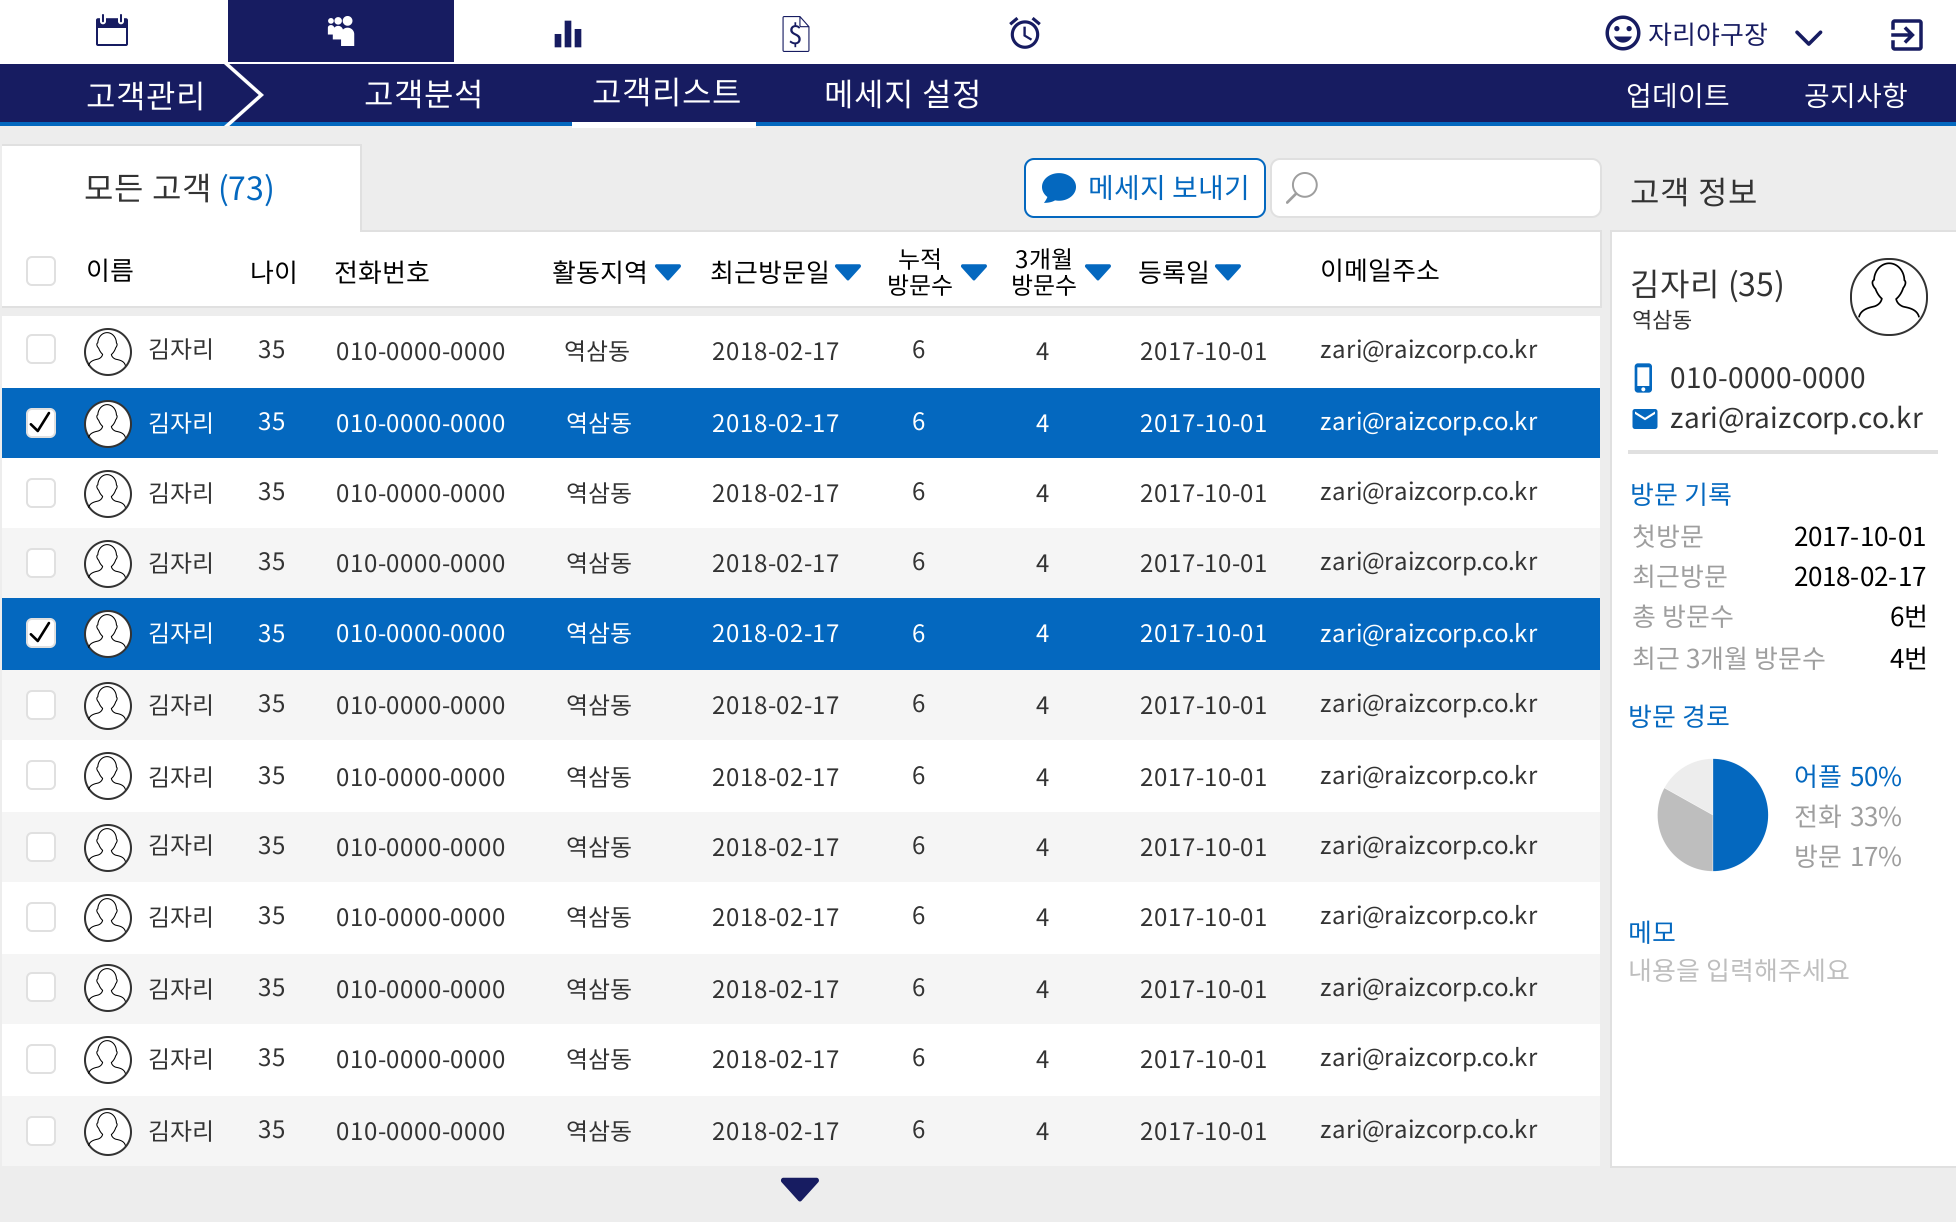 자리야구장
고객관리 고객분석 고객리스트 메세지 설정 업데이트 공지사항
모든 고객 (73) 메세지 보내기 고객 정보
이름 나이 전화번호 활동지역 최근방문일 누적 방문수 3개월 방문수 등록일 이메일주소
김자리 35 010-0000-0000 역삼동 2018-02-17 6 4 2017-10-01 zari@raizcorp.co.kr
김자리 35 010-0000-0000 역삼동 2018-02-17 6 4 2017-10-01 zari@raizcorp.co.kr
김자리 35 010-0000-0000 역삼동 2018-02-17 6 4 2017-10-01 zari@raizcorp.co.kr
김자리 35 010-0000-0000 역삼동 2018-02-17 6 4 2017-10-01 zari@raizcorp.co.kr
김자리 35 010-0000-0000 역삼동 2018-02-17 6 4 2017-10-01 zari@raizcorp.co.kr
김자리 35 010-0000-0000 역삼동 2018-02-17 6 4 2017-10-01 zari@raizcorp.co.kr
김자리 35 010-0000-0000 역삼동 2018-02-17 6 4 2017-10-01 zari@raizcorp.co.kr
김자리 35 010-0000-0000 역삼동 2018-02-17 6 4 2017-10-01 zari@raizcorp.co.kr
김자리 35 010-0000-0000 역삼동 2018-02-17 6 4 2017-10-01 zari@raizcorp.co.kr
김자리 35 010-0000-0000 역삼동 2018-02-17 6 4 2017-10-01 zari@raizcorp.co.kr
김자리 35 010-0000-0000 역삼동 2018-02-17 6 4 2017-10-01 zari@raizcorp.co.kr
김자리 35 010-0000-0000 역삼동 2018-02-17 6 4 2017-10-01 zari@raizcorp.co.kr
김자리 (35)
역삼동
010-0000-0000
zari@raizcorp.co.kr
방문 기록
첫방문 2017-10-01
최근방문 2018-02-17
총 방문수 6번
최근 3개월 방문수 4번
방문 경로
어플 50%
전화 33%
방문 17%
메모
내용을 입력해주세요